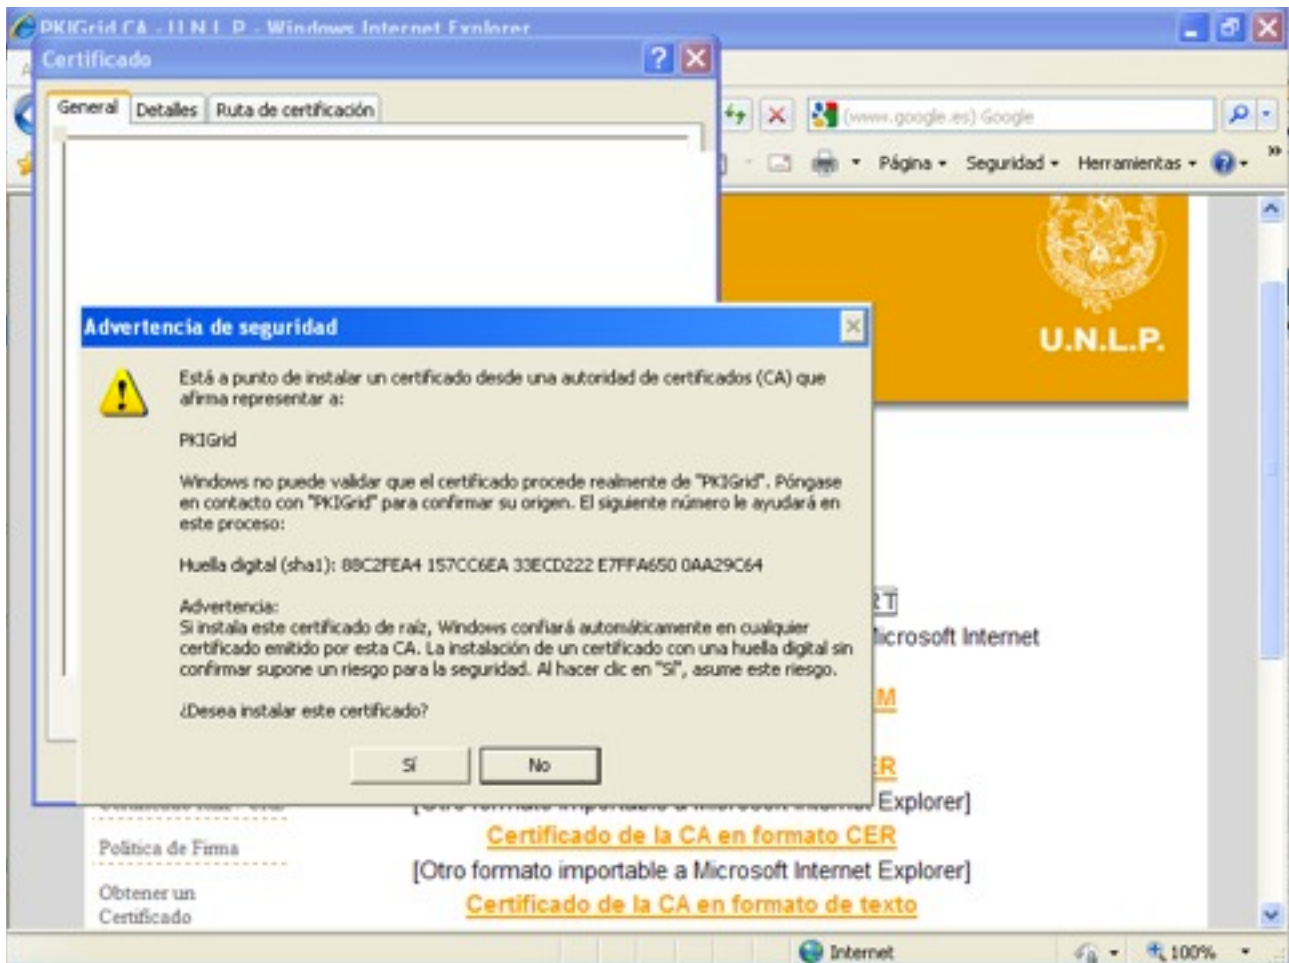 PKIGrid CA - U.N.L.P. - Windows Internet Explorer
Certificado
General Detalles Ruta de certificación
(www.google.es) Google
Página Seguridad Herramientas
U.N.L.P.
Advertencia de seguridad
Está a punto de instalar un certificado desde una autoridad de certificados (CA) que
afirma representar a:
PKIGrid
Windows no puede validar que el certificado procede realmente de "PKIGrid". Póngase
en contacto con "PKIGrid" para confirmar su origen. El siguiente número le ayudará en
este proceso:
Huella digital (sha1): 88C2FEA4 157CC6EA 33ECD222 E7FFA650 0AA29C64
Advertencia:
Si instala este certificado de raíz, Windows confiará automáticamente en cualquier
certificado emitido por esta CA. La instalación de un certificado con una huella digital sin
confirmar supone un riesgo para la seguridad. Al hacer clic en "Sí", asume este riesgo.
¿Desea instalar este certificado?
Sí No
RT
Microsoft Internet
M
ER
[Otro formato importable a Microsoft Internet Explorer]
Certificado de la CA en formato CER
[Otro formato importable a Microsoft Internet Explorer]
Certificado de la CA en formato de texto
Politica de Firma
Obtener un
Certificado
Internet 100%